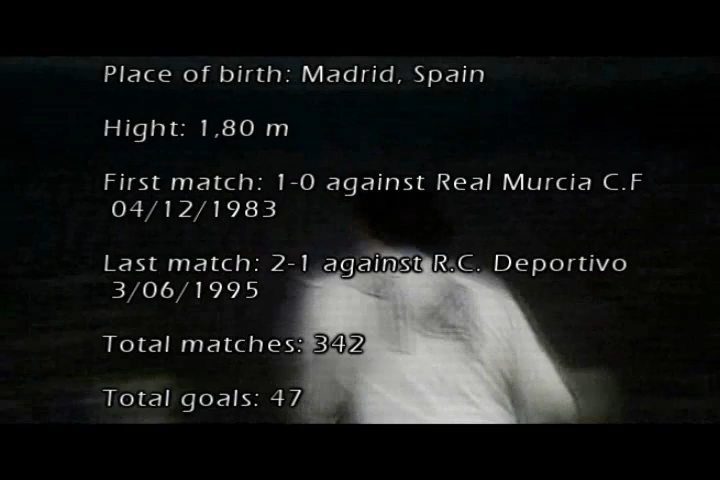 Place of birth: Madrid, Spain
Hight: 1,80 m
First match: 1-0 against Real Murcia C.F
04/12/1983
Last match: 2-1 against R.C. Deportivo
3/06/1995
Total matches: 342
Total goals: 47